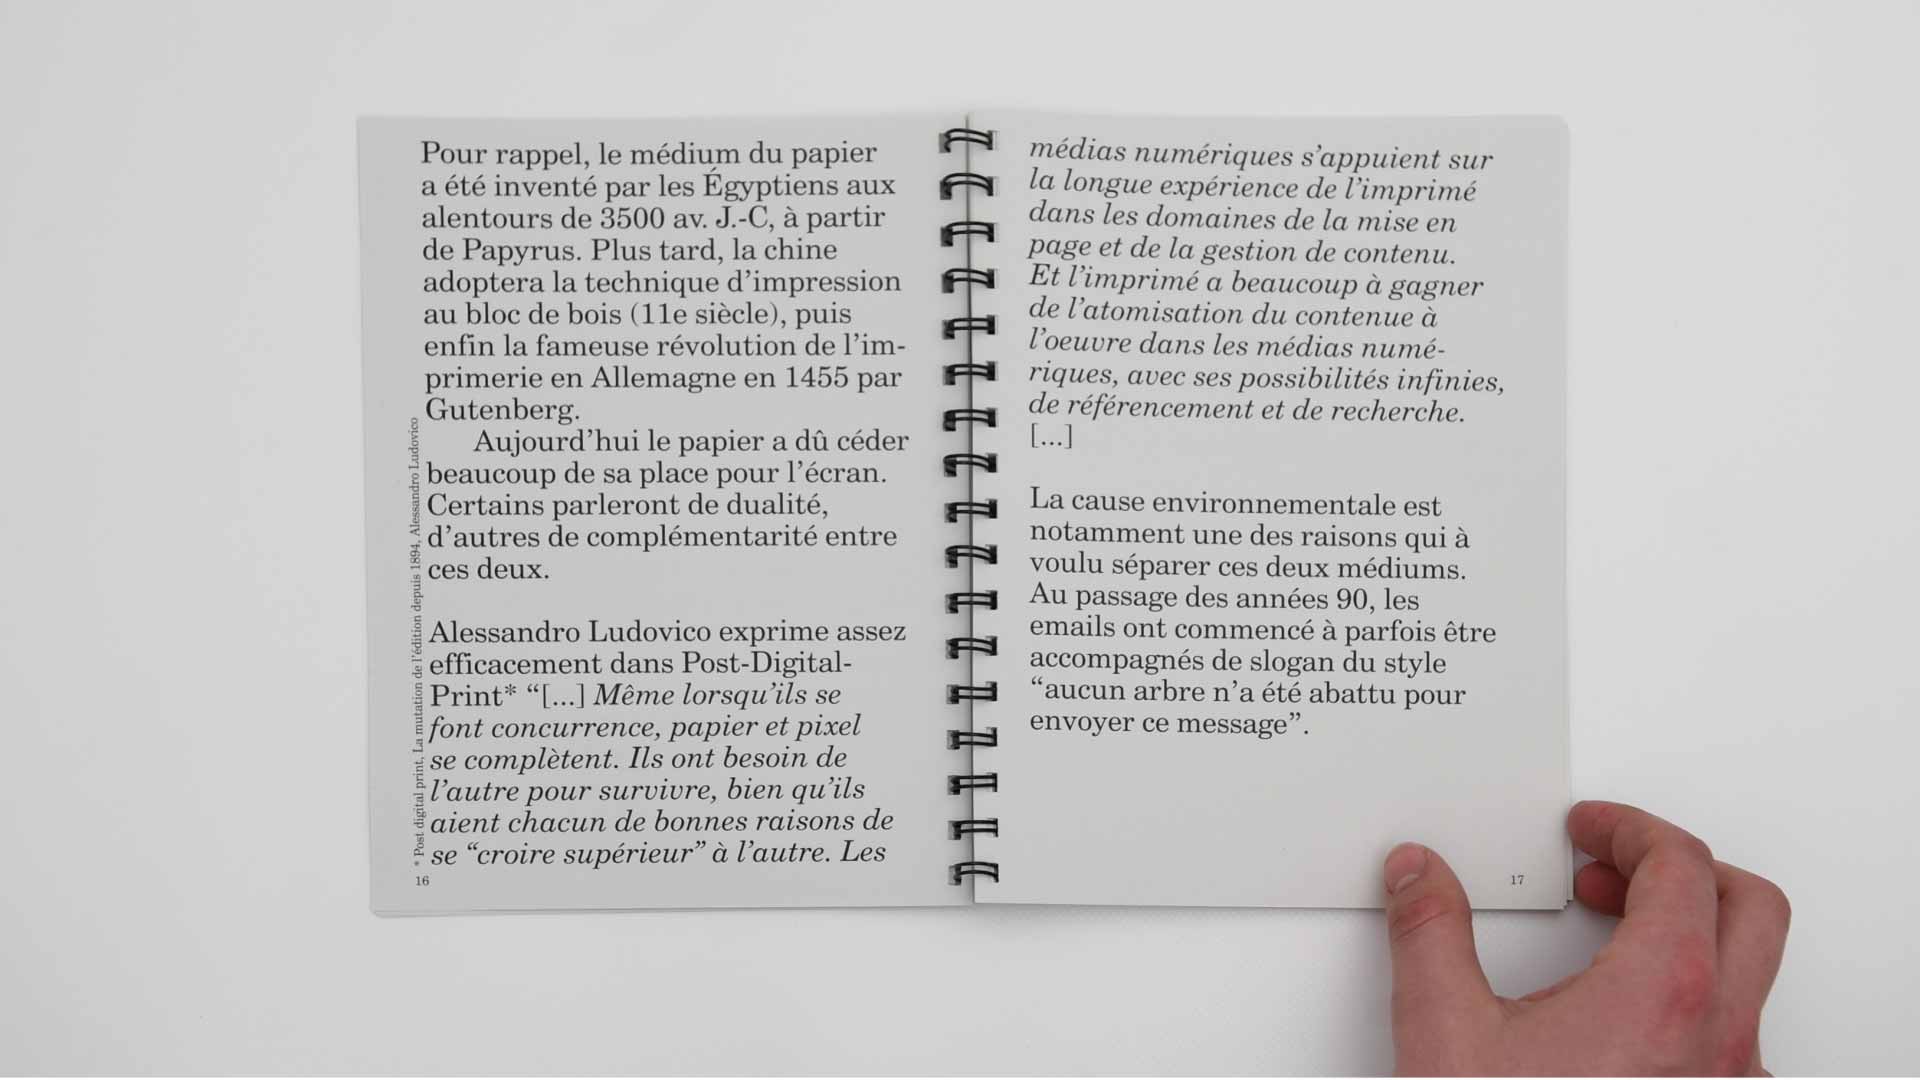 Pour rappel, le médium du papier
a été inventé par les Égyptiens aux
alentours de 3500 av. J.-C, à partir
de Papyrus. Plus tard, la chine
adoptera la technique d’impression
au bloc de bois (11e siècle), puis
enfin la fameuse révolution de l’im-
primerie en Allemagne en 1455 par
Gutenberg.
Aujourd’hui le papier a dû céder
beaucoup de sa place pour l’écran.
Certains parleront de dualité,
d’autres de complémentarité entre
ces deux.
Alessandro Ludovico exprime assez
efficacement dans Post-Digital-
Print* “[...] Même lorsqu’ils se
font concurrence, papier et pixel
se complètent. Ils ont besoin de
l’autre pour survivre, bien qu’ils
aient chacun de bonnes raisons de
se “croire supérieur” à l’autre. Les
* Post digital print, La mutation de l’édition depuis 1894, Alessandro Ludovico
16
médias numériques s’appuient sur
la longue expérience de l’imprimé
dans les domaines de la mise en
page et de la gestion de contenu.
Et l’imprimé a beaucoup à gagner
de l’atomisation du contenue à
l’oeuvre dans les médias numé-
riques, avec ses possibilités infinies,
de référencement et de recherche.
[...]
La cause environnementale est
notamment une des raisons qui à
voulu séparer ces deux médiums.
Au passage des années 90, les
emails ont commencé à parfois être
accompagnés de slogan du style
“aucun arbre n’a été abattu pour
envoyer ce message”.
17